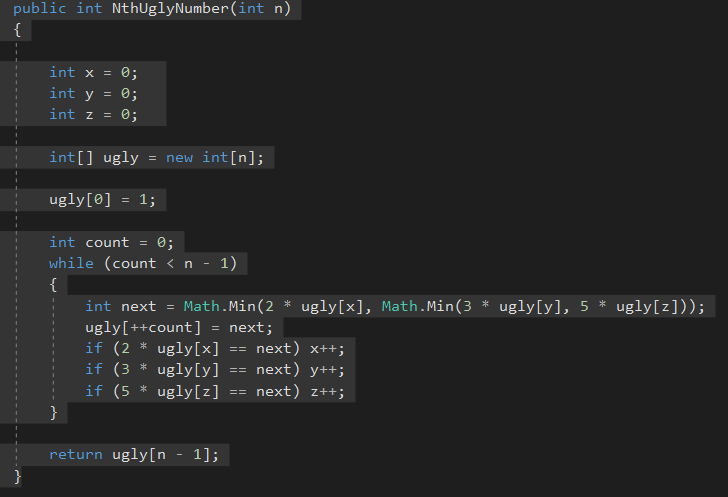 public int NthUglyNumber(int n)
{
int x = 0;
int y = 0;
int z = 0;
int[] ugly = new int[n];
ugly[0] = 1;
int count = 0;
while (count < n - 1)
{
int next = Math.Min(2 * ugly[x], Math.Min(3 * ugly[y], 5 * ugly[z]));
ugly[++count] = next;
if (2 * ugly[x] == next) x++;
if (3 * ugly[y] == next) y++;
if (5 * ugly[z] == next) z++;
}
return ugly[n - 1];
}